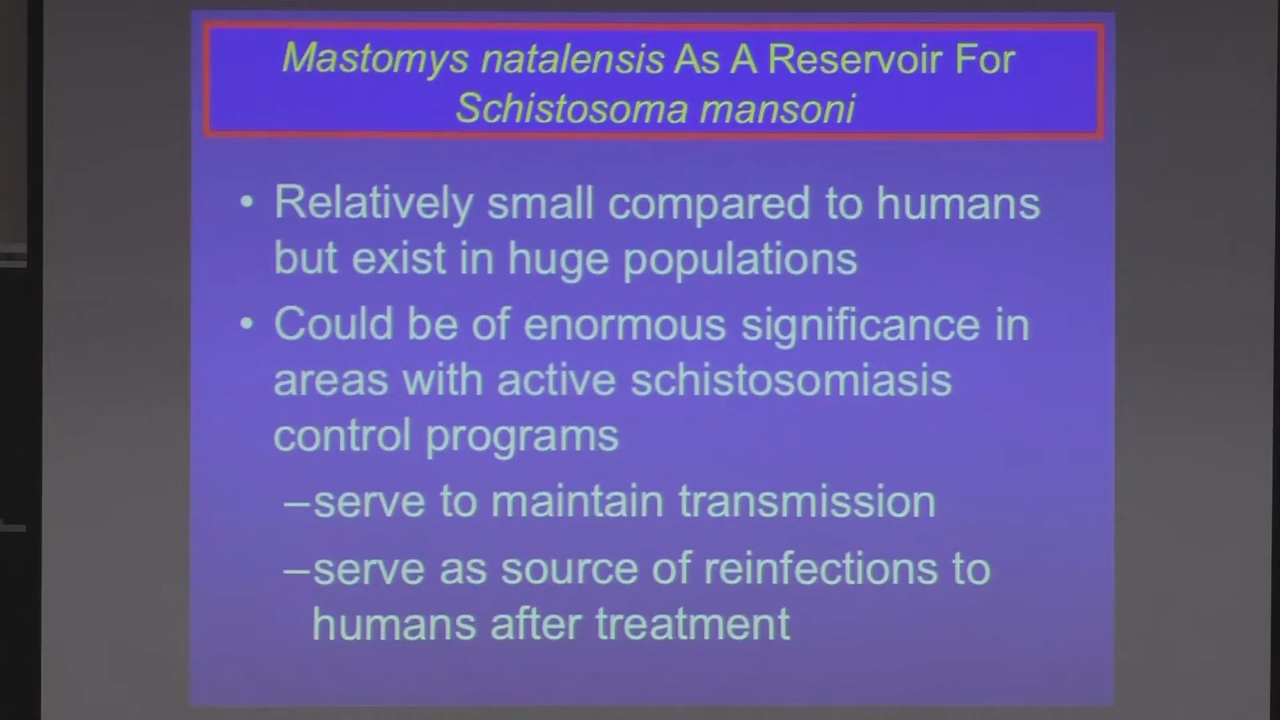 Mastomys natalensis As A Reservoir For
Schistosoma mansoni
• Relatively small compared to humans
but exist in huge populations
• Could be of enormous significance in
areas with active schistosomiasis
control programs
–serve to maintain transmission
–serve as source of reinfections to
humans after treatment